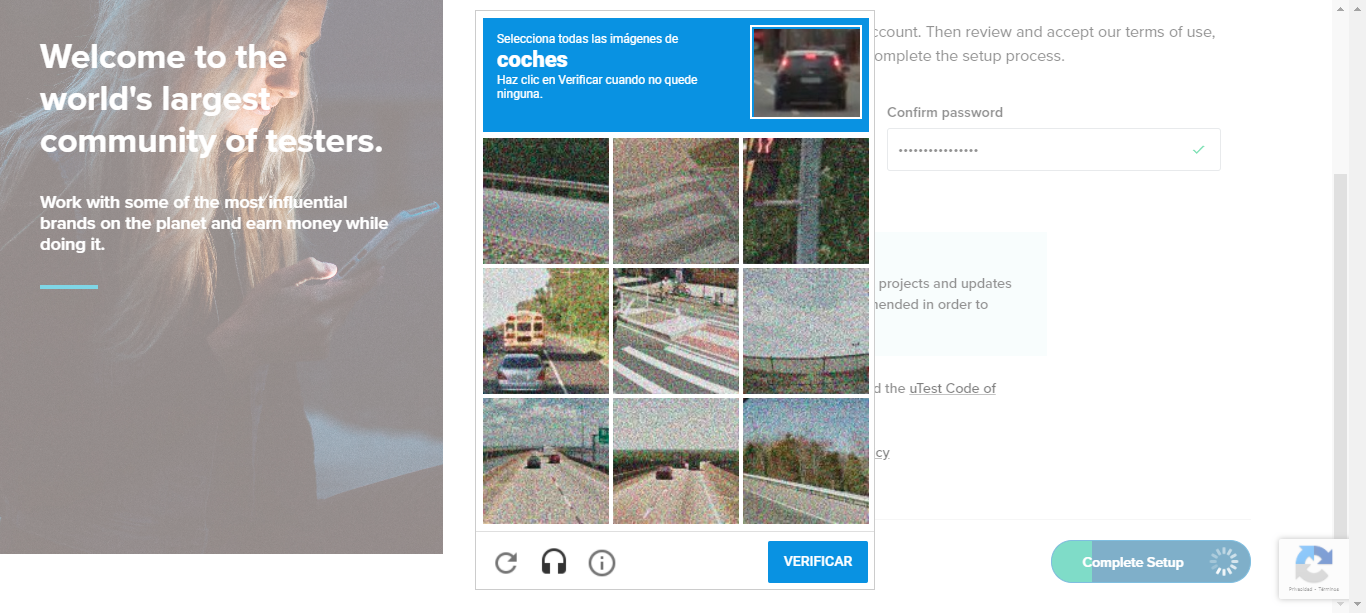 Welcome to the
world's largest
community of testers.
Work with some of the most influential
brands on the planet and earn money while
doing it.
Selecciona todas las imágenes de
coches
Haz clic en Verificar cuando no quede
ninguna.
VERIFICAR
count. Then review and accept our terms of use,
omplete the setup process.
Confirm password
••••••••••••••••
projects and updates
ended in order to
d the uTest Code of
cy
Complete Setup
Privacidad - Términos